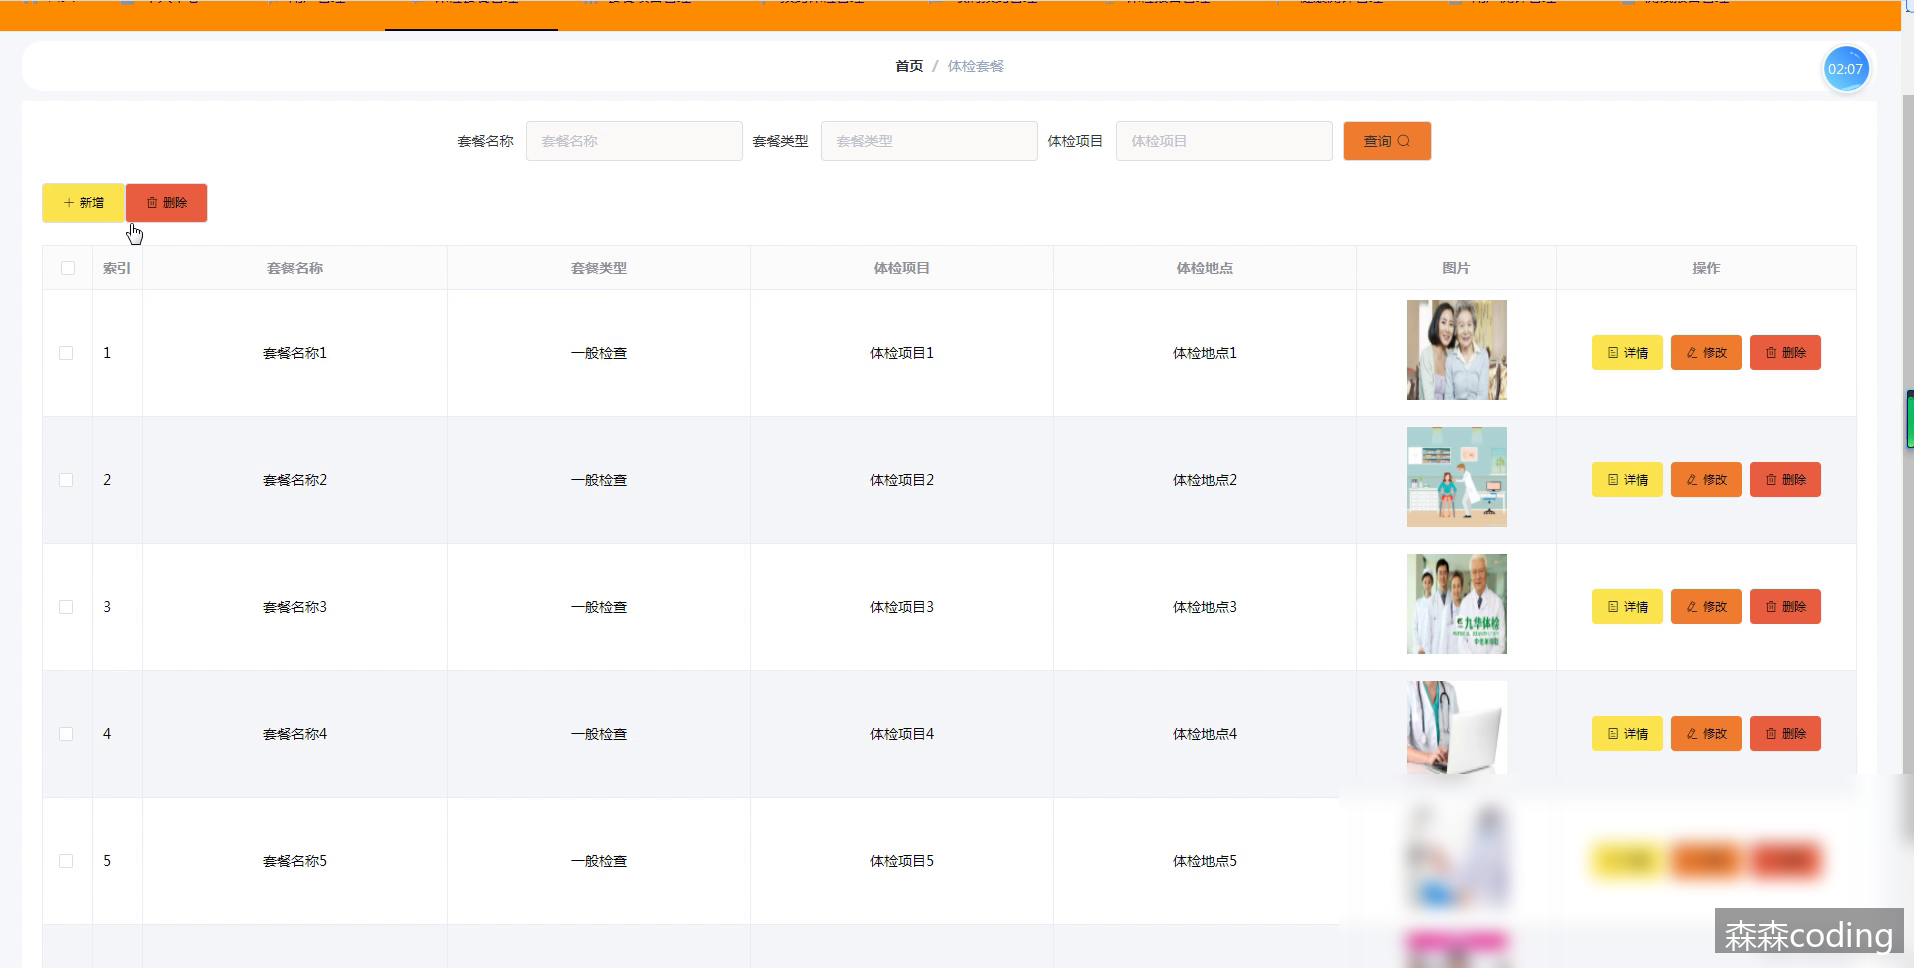 首页 / 体检套餐
02:07
套餐名称 套餐名称 套餐类型 套餐类型 体检项目 体检项目 查询
新增 删除
索引 套餐名称 套餐类型 体检项目 体检地点 图片 操作
1 套餐名称1 一般检查 体检项目1 体检地点1 详情 修改 删除
2 套餐名称2 一般检查 体检项目2 体检地点2 详情 修改 删除
3 套餐名称3 一般检查 体检项目3 体检地点3 详情 修改 删除
九华体检
4 套餐名称4 一般检查 体检项目4 体检地点4 详情 修改 删除
5 套餐名称5 一般检查 体检项目5 体检地点5
森森coding